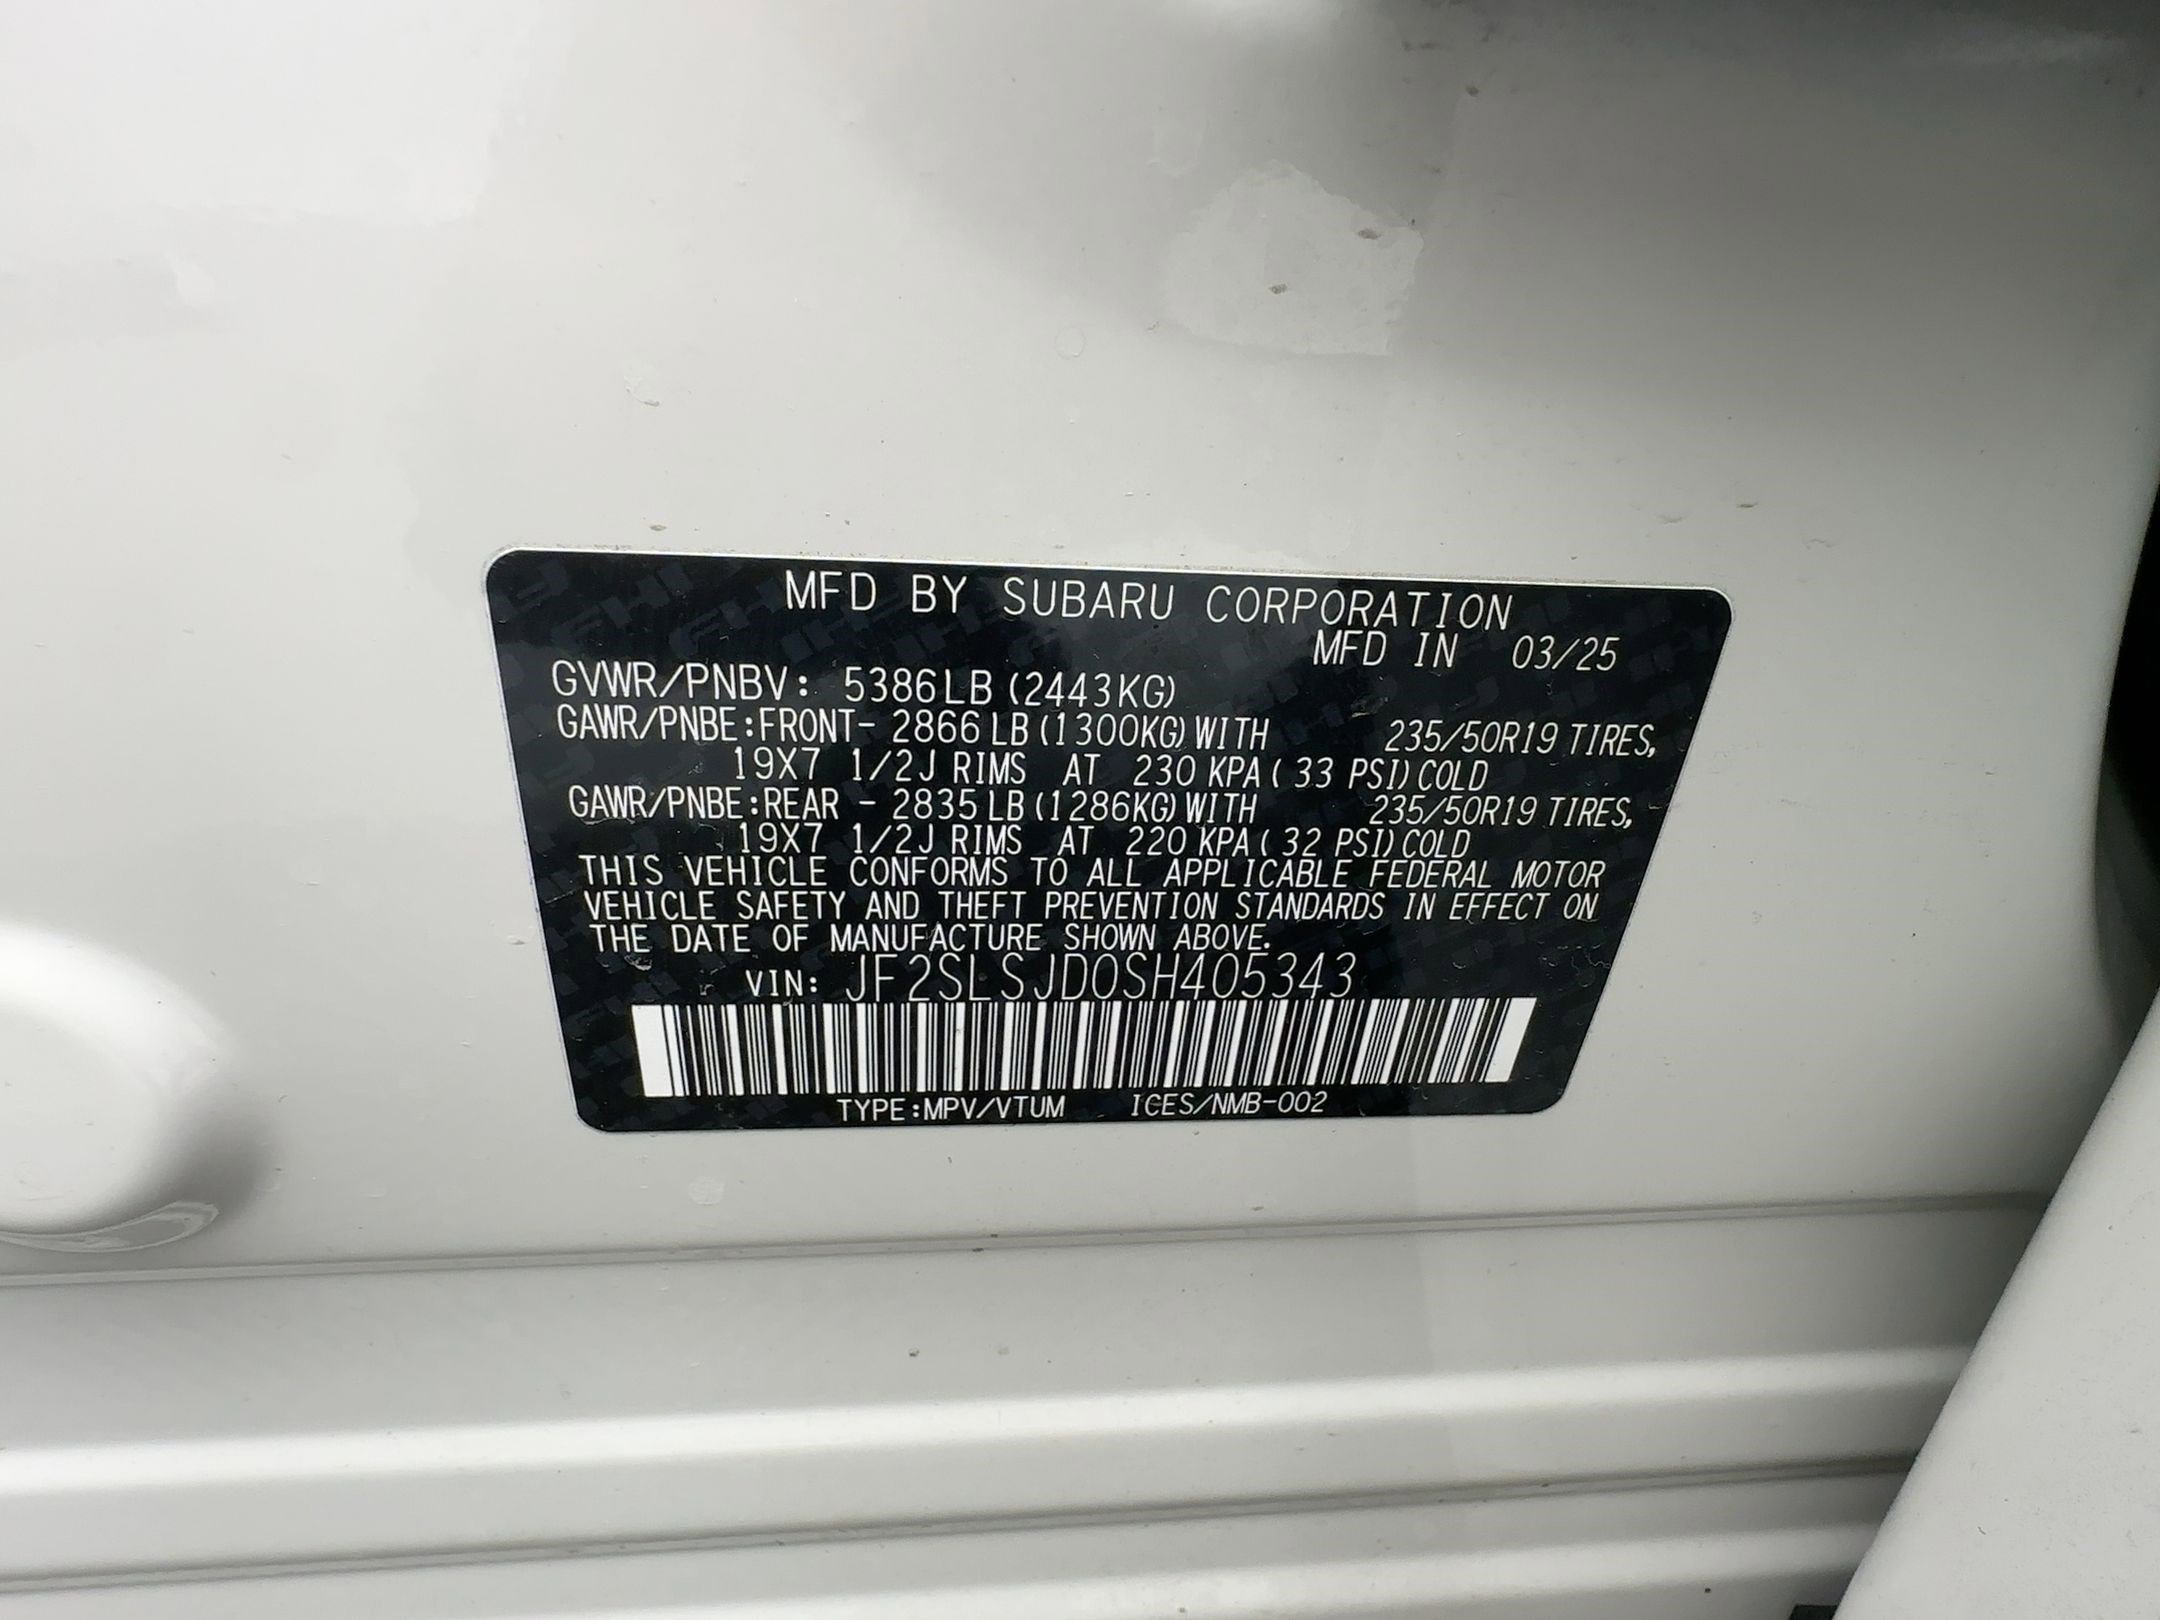 MFD BY SUBARU CORPORATION
MFD IN 03/25
GVWR/PNBV: 5386LB (2443KG)
GAWR/PNBE:FRONT- 2866LB (1300KG) WITH 235/50R19 TIRES,
19X7 1/2J RIMS AT 230 KPA ( 33 PSI) COLD
GAWR/PNBE:REAR - 2835LB (1286KG) WITH 235/50R19 TIRES,
19X7 1/2J RIMS AT 220 KPA ( 32 PSI) COLD
THIS VEHICLE CONFORMS TO ALL APPLICABLE FEDERAL MOTOR
VEHICLE SAFETY AND THEFT PREVENTION STANDARDS IN EFFECT ON
THE DATE OF MANUFACTURE SHOWN ABOVE.
VIN: JF2SLSJD0SH405343
TYPE:MPV/VTUM ICES/NMB-002